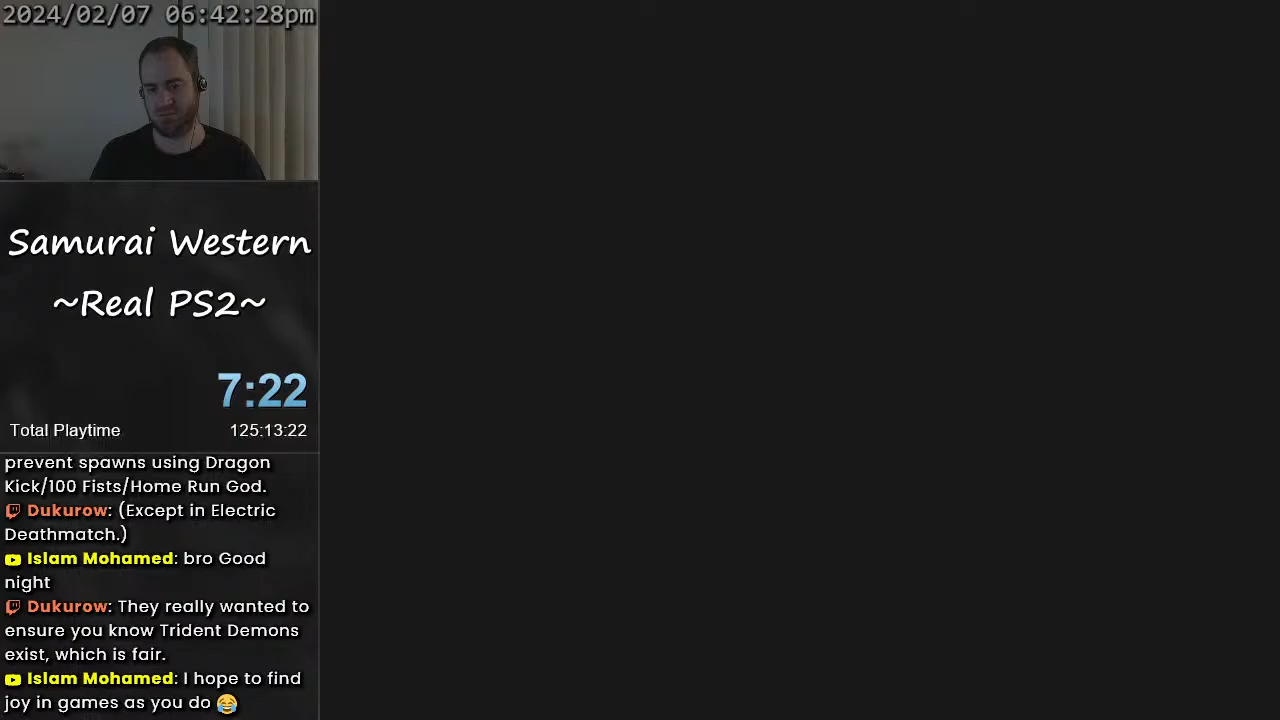 2024/02/07 06:42:28pm
Samurai Western
~Real PS2~
7:22
Total Playtime 125:13:22
prevent spawns using Dragon
Kick/100 Fists/Home Run God.
Dukurow: (Except in Electric
Deathmatch.)
Islam Mohamed: bro Good
night
Dukurow: They really wanted to
ensure you know Trident Demons
exist, which is fair.
Islam Mohamed: I hope to find
joy in games as you do 😂